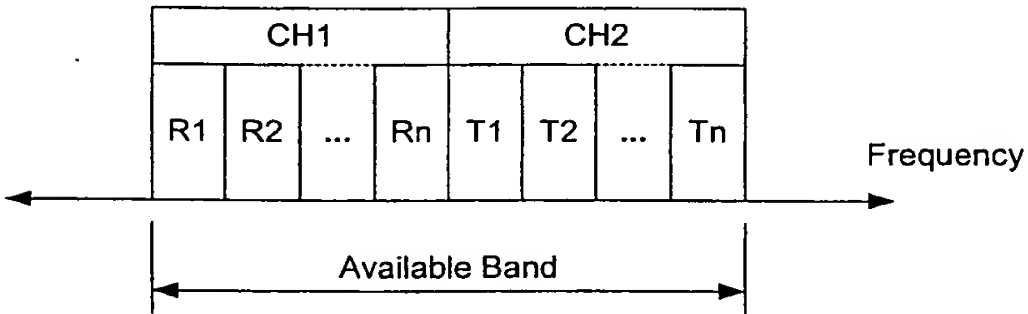 CH1 CH2
R1 R2 ... Rn T1 T2 ... Tn
Frequency
Available Band